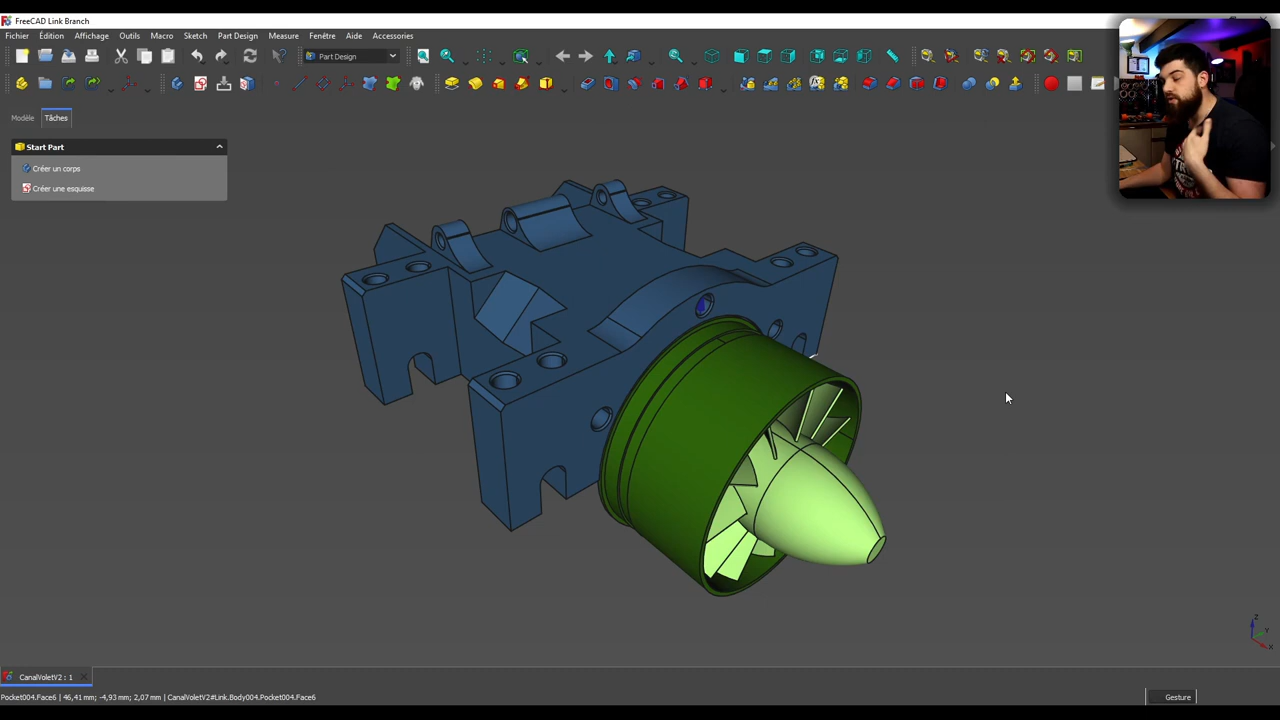 FreeCAD Link Branch
Fichier Édition Affichage Outils Macro Sketch Part Design Measure Fenêtre Aide Accessories
Part Design
Modèle Tâches
Start Part
Créer un corps
Créer une esquisse
Z
Y
X
CanalVoletV2 : 1
Pocket004.Face6 | 46,41 mm; -4,93 mm; 2,07 mm | CanalVoletV2#Link.Body004.Pocket004.Face6
Gesture